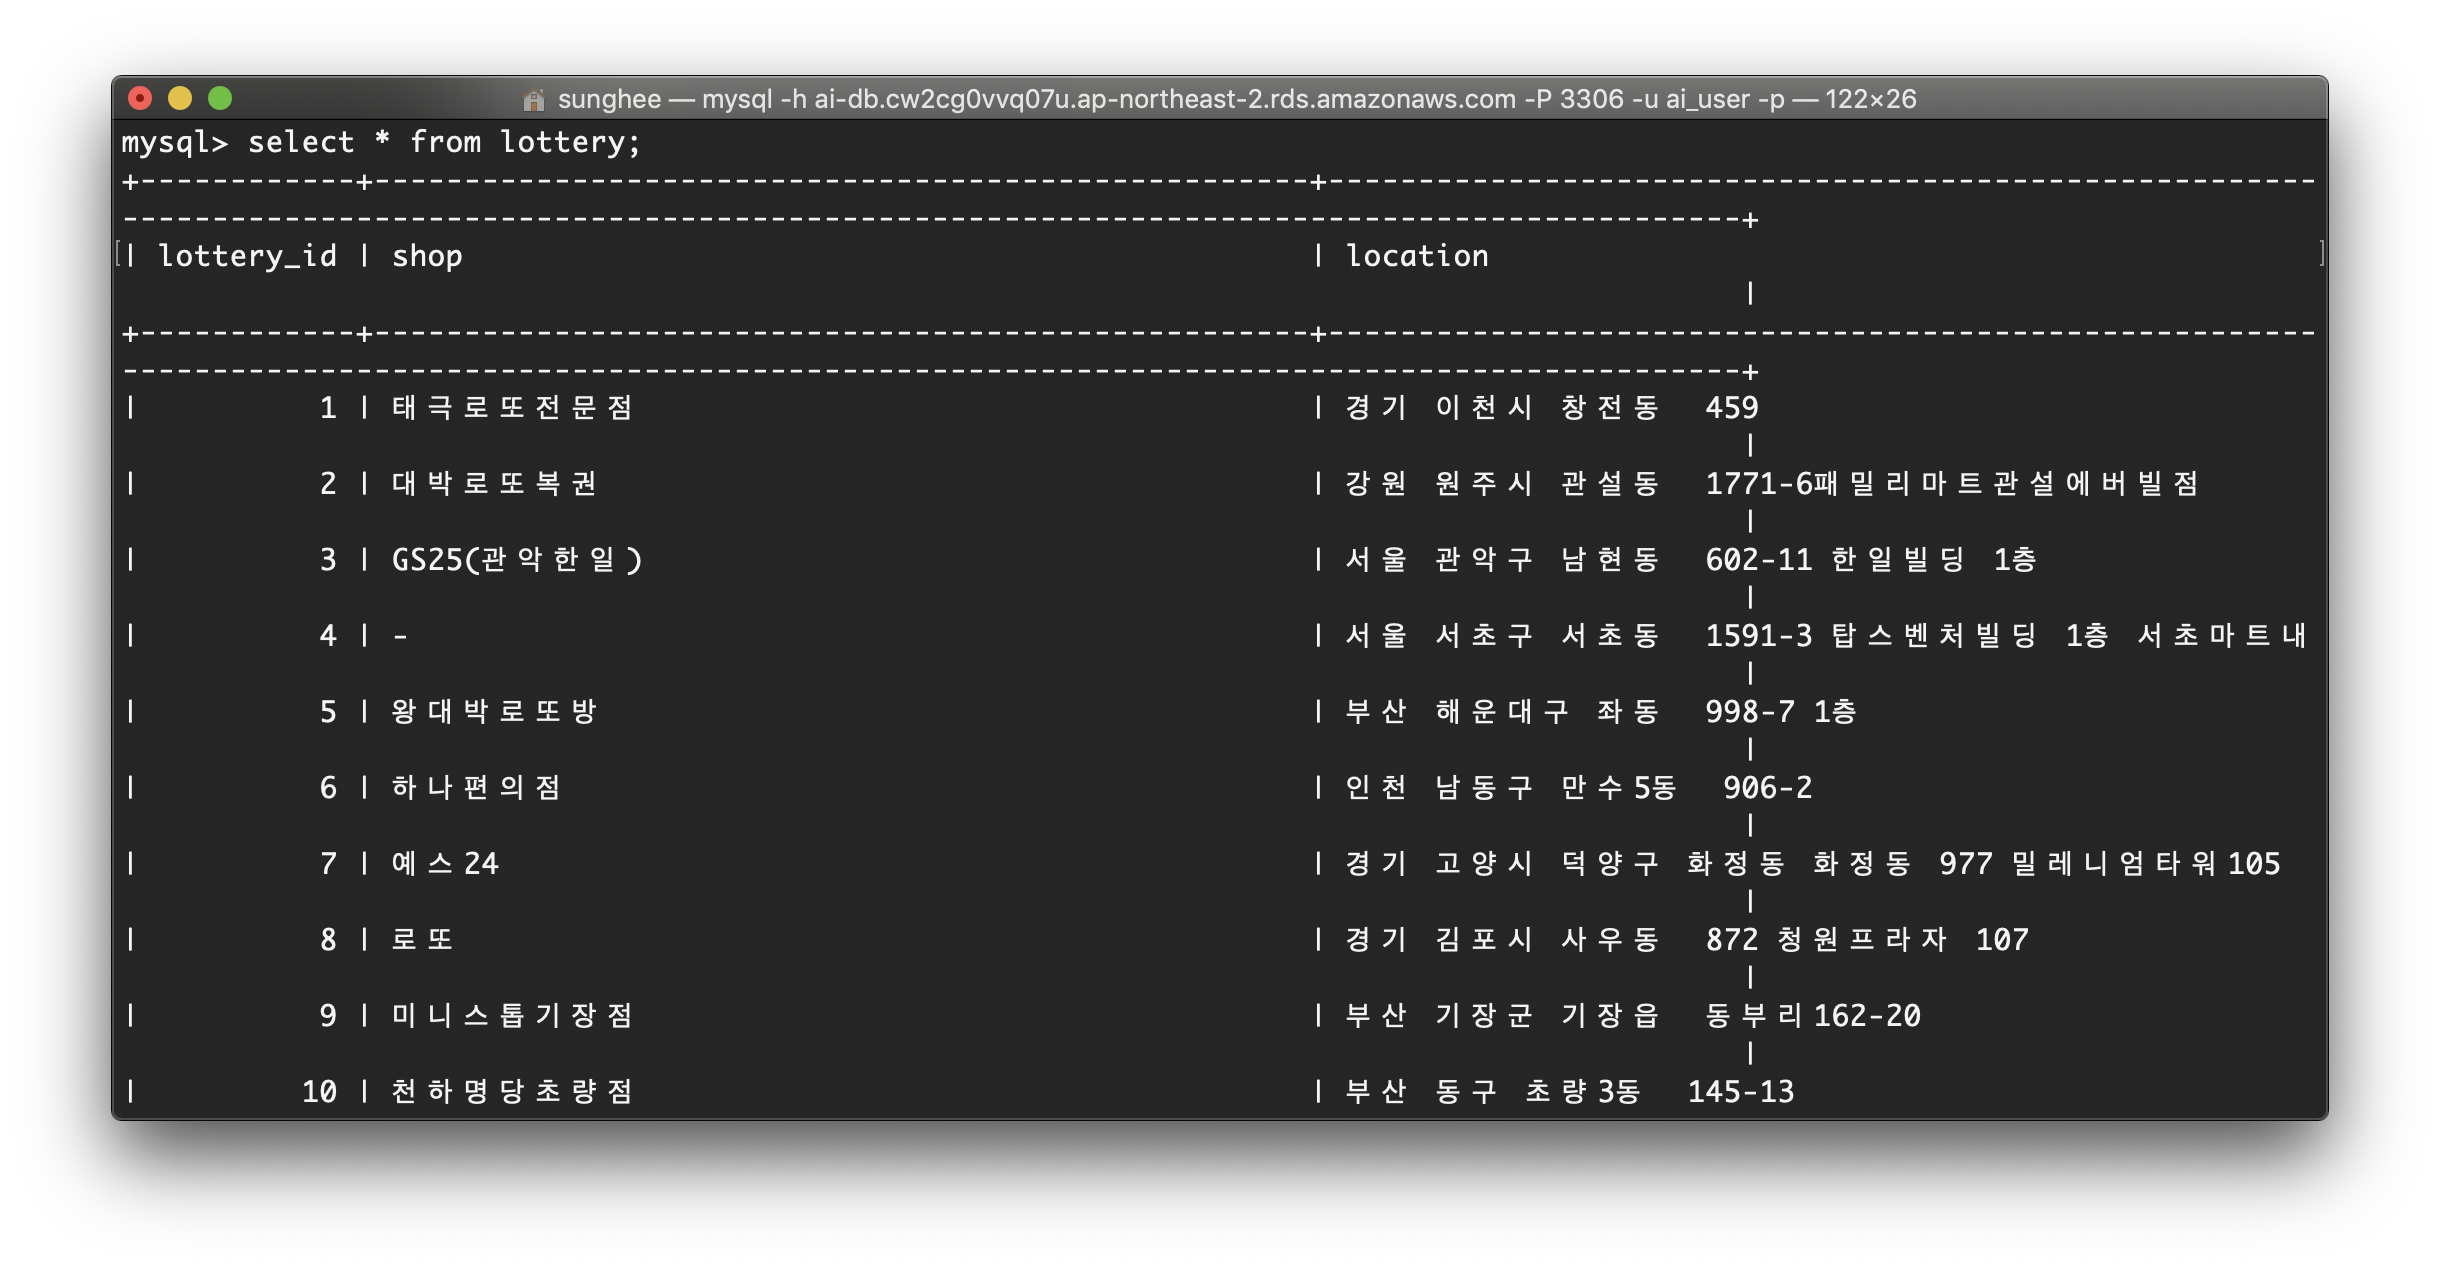 sunghee — mysql -h ai-db.cw2cg0vvq07u.ap-northeast-2.rds.amazonaws.com -P 3306 -u ai_user -p — 122×26
mysql> select * from lottery;
| lottery_id | shop | location |
| 1 | 태극로또전문점 | 경기 이천시 창전동 459 |
| 2 | 대박로또복권 | 강원 원주시 관설동 1771-6패밀리마트관설에버빌점 |
| 3 | GS25(관악한일) | 서울 관악구 남현동 602-11 한일빌딩 1층 |
| 4 | - | 서울 서초구 서초동 1591-3 탑스벤처빌딩 1층 서초마트내 |
| 5 | 왕대박로또방 | 부산 해운대구 좌동 998-7 1층 |
| 6 | 하나편의점 | 인천 남동구 만수5동 906-2 |
| 7 | 예스24 | 경기 고양시 덕양구 화정동 화정동 977 밀레니엄타워105 |
| 8 | 로또 | 경기 김포시 사우동 872 청원프라자 107 |
| 9 | 미니스톱기장점 | 부산 기장군 기장읍 동부리162-20 |
| 10 | 천하명당초량점 | 부산 동구 초량3동 145-13